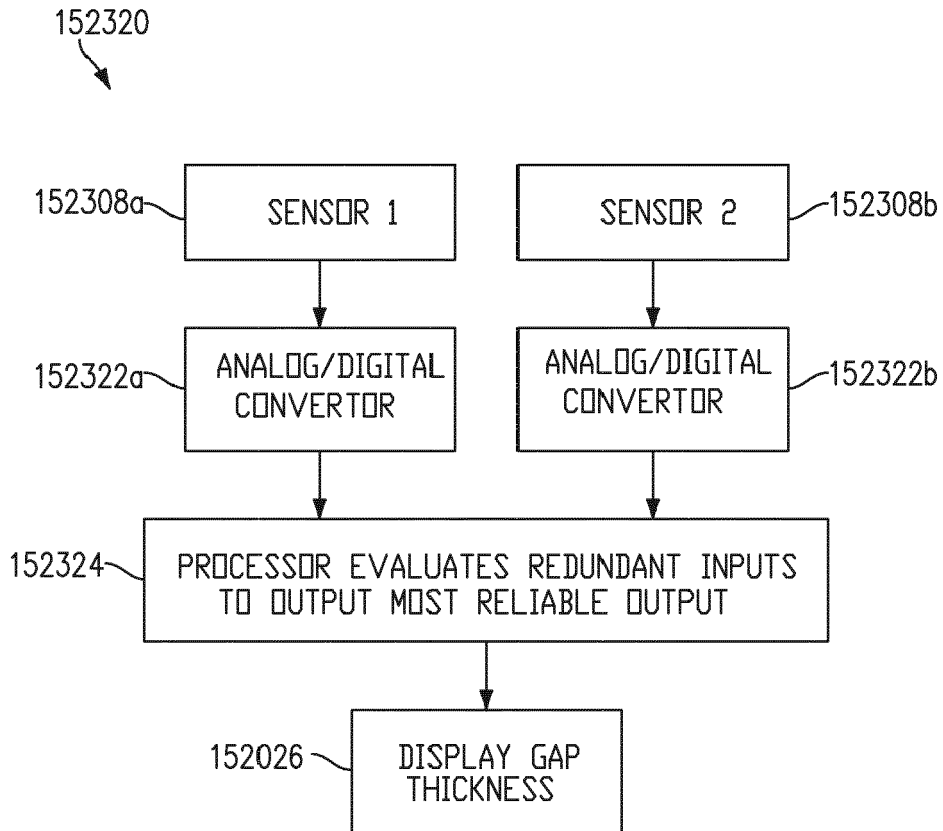 152320
152308a
SENSOR 1
SENSOR 2
152308b
152322a
ANALOG/DIGITAL
CONVERTOR
ANALOG/DIGITAL
CONVERTOR
152322b
152324
PROCESSOR EVALUATES REDUNDANT INPUTS
TO OUTPUT MOST RELIABLE OUTPUT
152026
DISPLAY GAP
THICKNESS